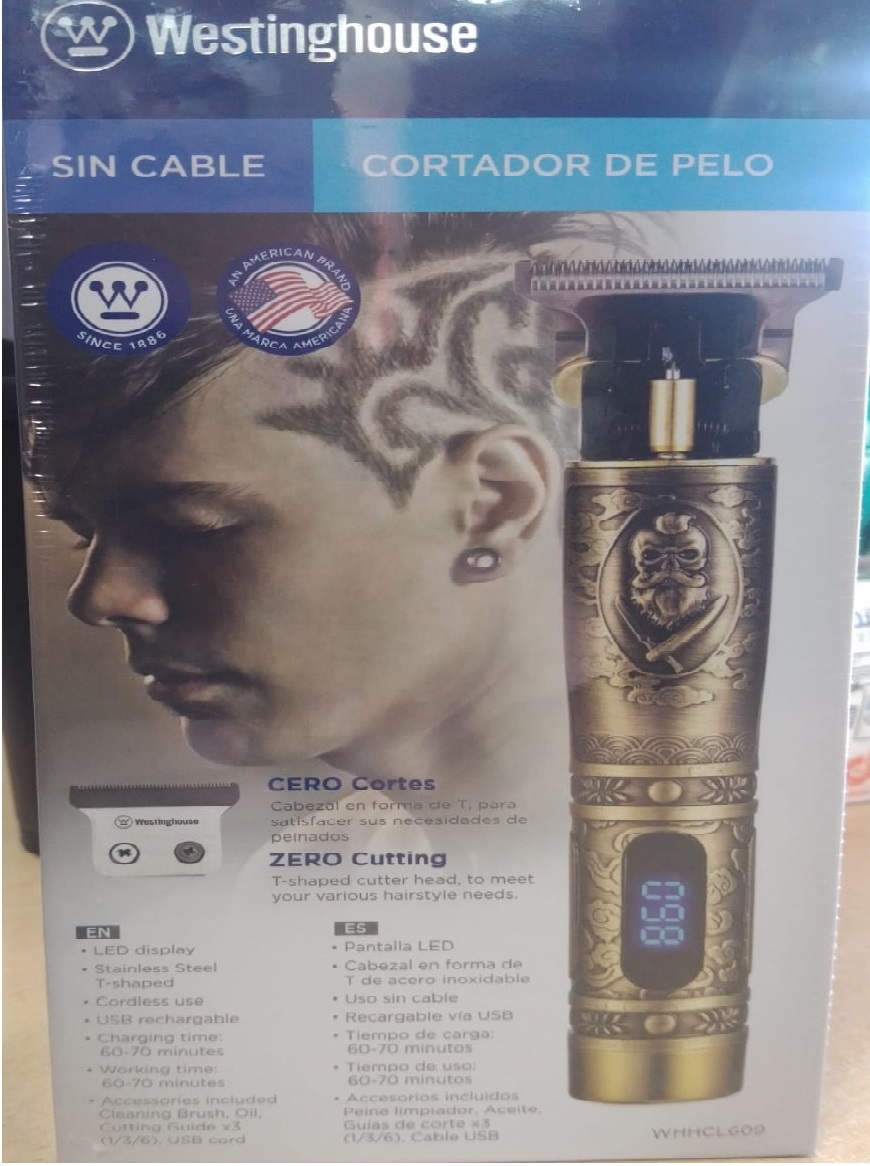 Westinghouse
SIN CABLE
CORTADOR DE PELO
SINCE 1886
AN AMERICAN BRAND
UNA MARCA AMERICANA
CERO Cortes
Cabezal en forma de T, para
satisfacer sus necesidades de
peinados
Westinghouse
ZERO Cutting
T-shaped cutter head, to meet
your various hairstyle needs.
EN
• LED display
• Stainless Steel
T-shaped
• Cordless use
• USB rechargable
• Charging time:
60-70 minutes
• Working time:
60-70 minutes
• Accessories included
Cleaning Brush, Oil,
Cutting Guide x3
(1/3/6), USB cord
ES
• Pantalla LED
• Cabezal en forma de
T de acero inoxidable
• Uso sin cable
• Recargable vía USB
• Tiempo de carga:
60-70 minutos
• Tiempo de uso:
60-70 minutos
• Accesorios incluidos
Peine limpiador, Aceite,
Guías de corte x3
(1/3/6), Cable USB
WHHCL609